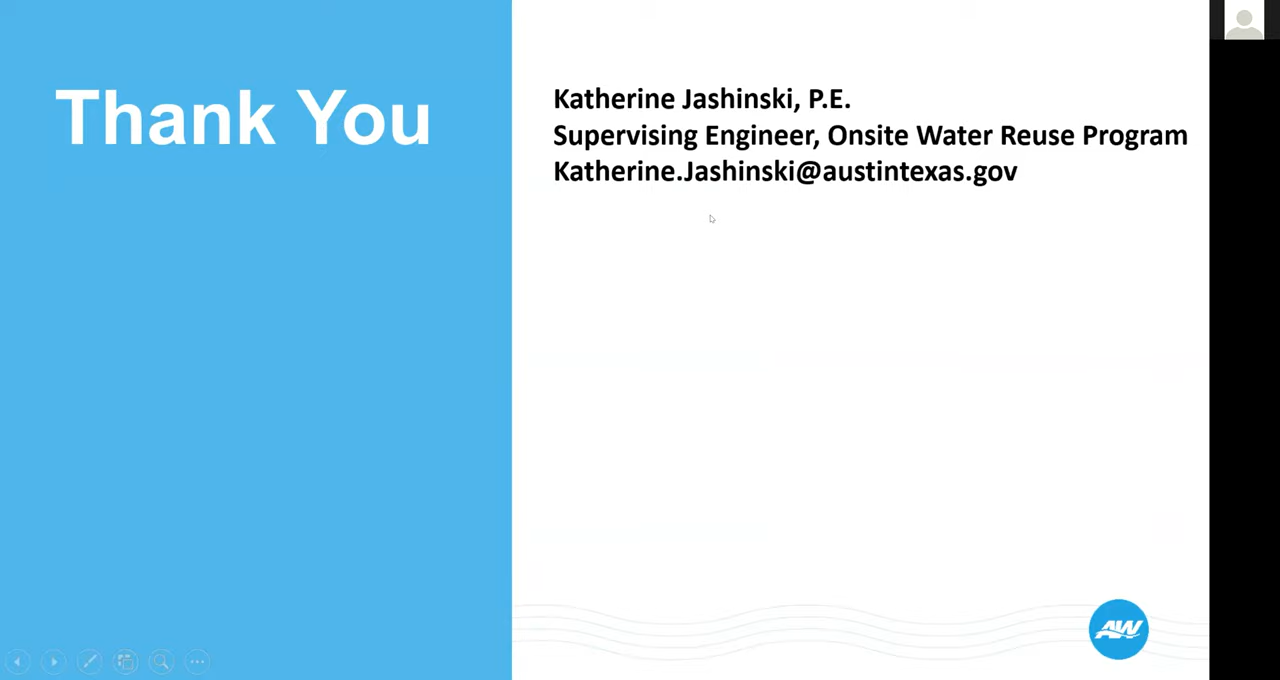 Thank You
Katherine Jashinski, P.E.
Supervising Engineer, Onsite Water Reuse Program
Katherine.Jashinski@austintexas.gov
AW